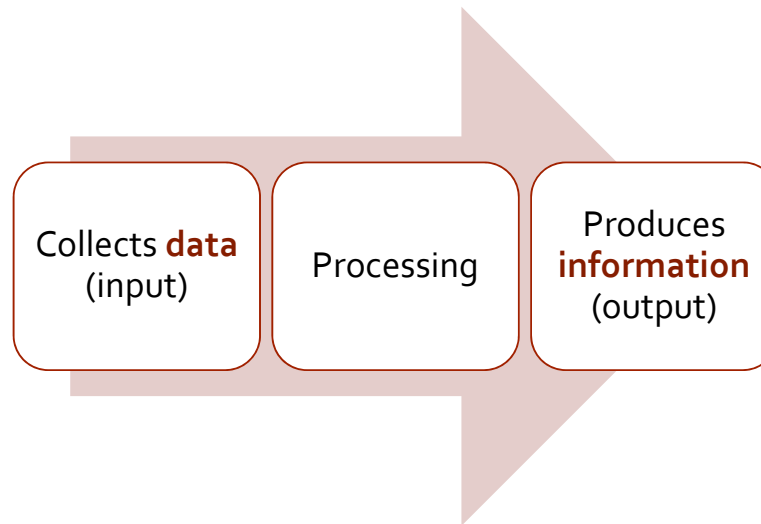 Collects data
(input)
Processing
Produces
information
(output)